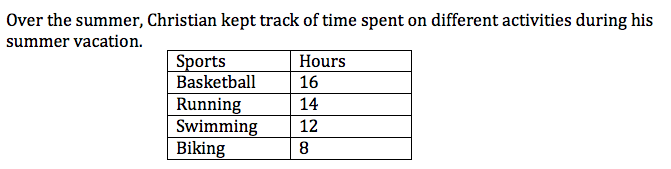 Over the summer, Christian kept track of time spent on different activities during his
summer vacation.
Sports Hours
Basketball 16
Running 14
Swimming 12
Biking 8